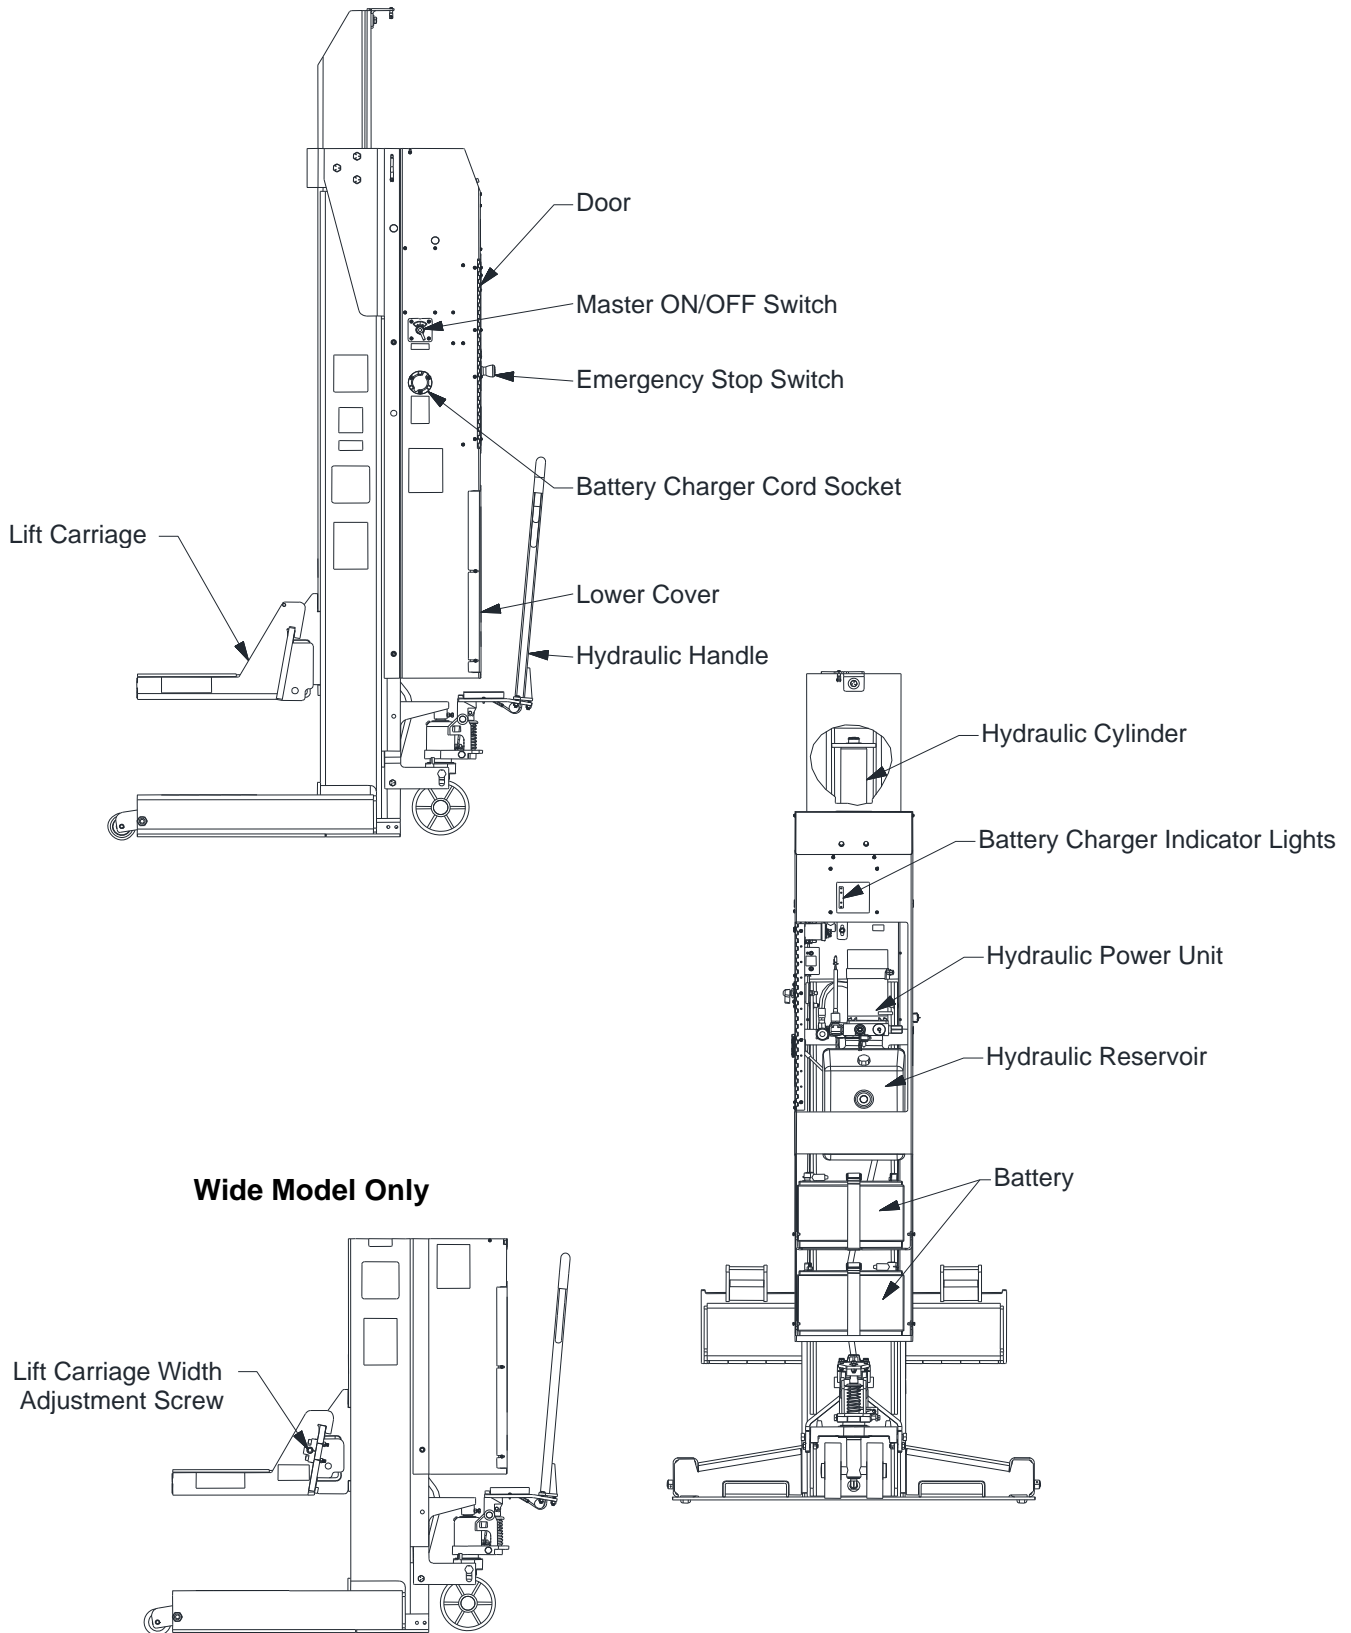 Door
Master ON/OFF Switch
Emergency Stop Switch
Battery Charger Cord Socket
Lift Carriage
Lower Cover
Hydraulic Handle
Hydraulic Cylinder
Battery Charger Indicator Lights
Hydraulic Power Unit
Hydraulic Reservoir
Battery
Wide Model Only
Lift Carriage Width
Adjustment Screw